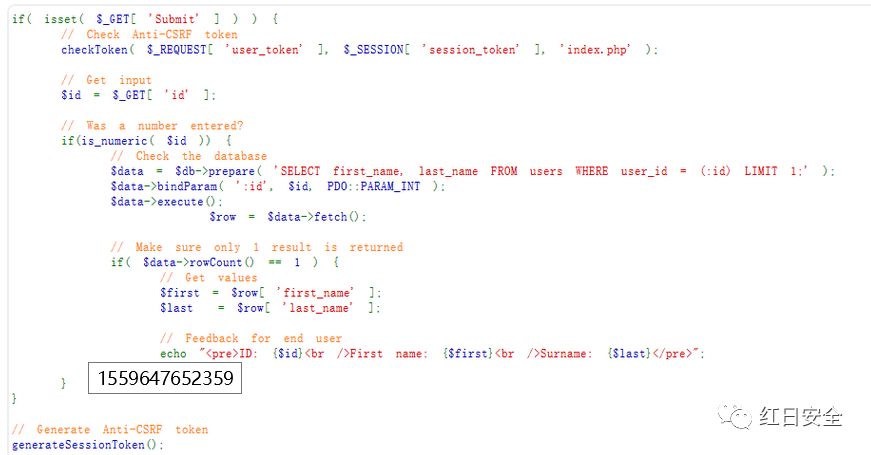 if( isset( $_GET[ 'Submit' ] ) ) {
// Check Anti-CSRF token
checkToken( $_REQUEST[ 'user_token' ], $_SESSION[ 'session_token' ], 'index.php' );
// Get input
$id = $_GET[ 'id' ];
// Was a number entered?
if(is_numeric( $id )) {
// Check the database
$data = $db->prepare( 'SELECT first_name, last_name FROM users WHERE user_id = (:id) LIMIT 1;' );
$data->bindParam( ':id', $id, PDO::PARAM_INT );
$data->execute();
$row = $data->fetch();
// Make sure only 1 result is returned
if( $data->rowCount() == 1 ) {
// Get values
$first = $row[ 'first_name' ];
$last = $row[ 'last_name' ];
// Feedback for end user
echo "<pre>ID: {$id}<br />First name: {$first}<br />Surname: {$last}</pre>";
1559647652359
}
}
红日安全
// Generate Anti-CSRF token
generateSessionToken();